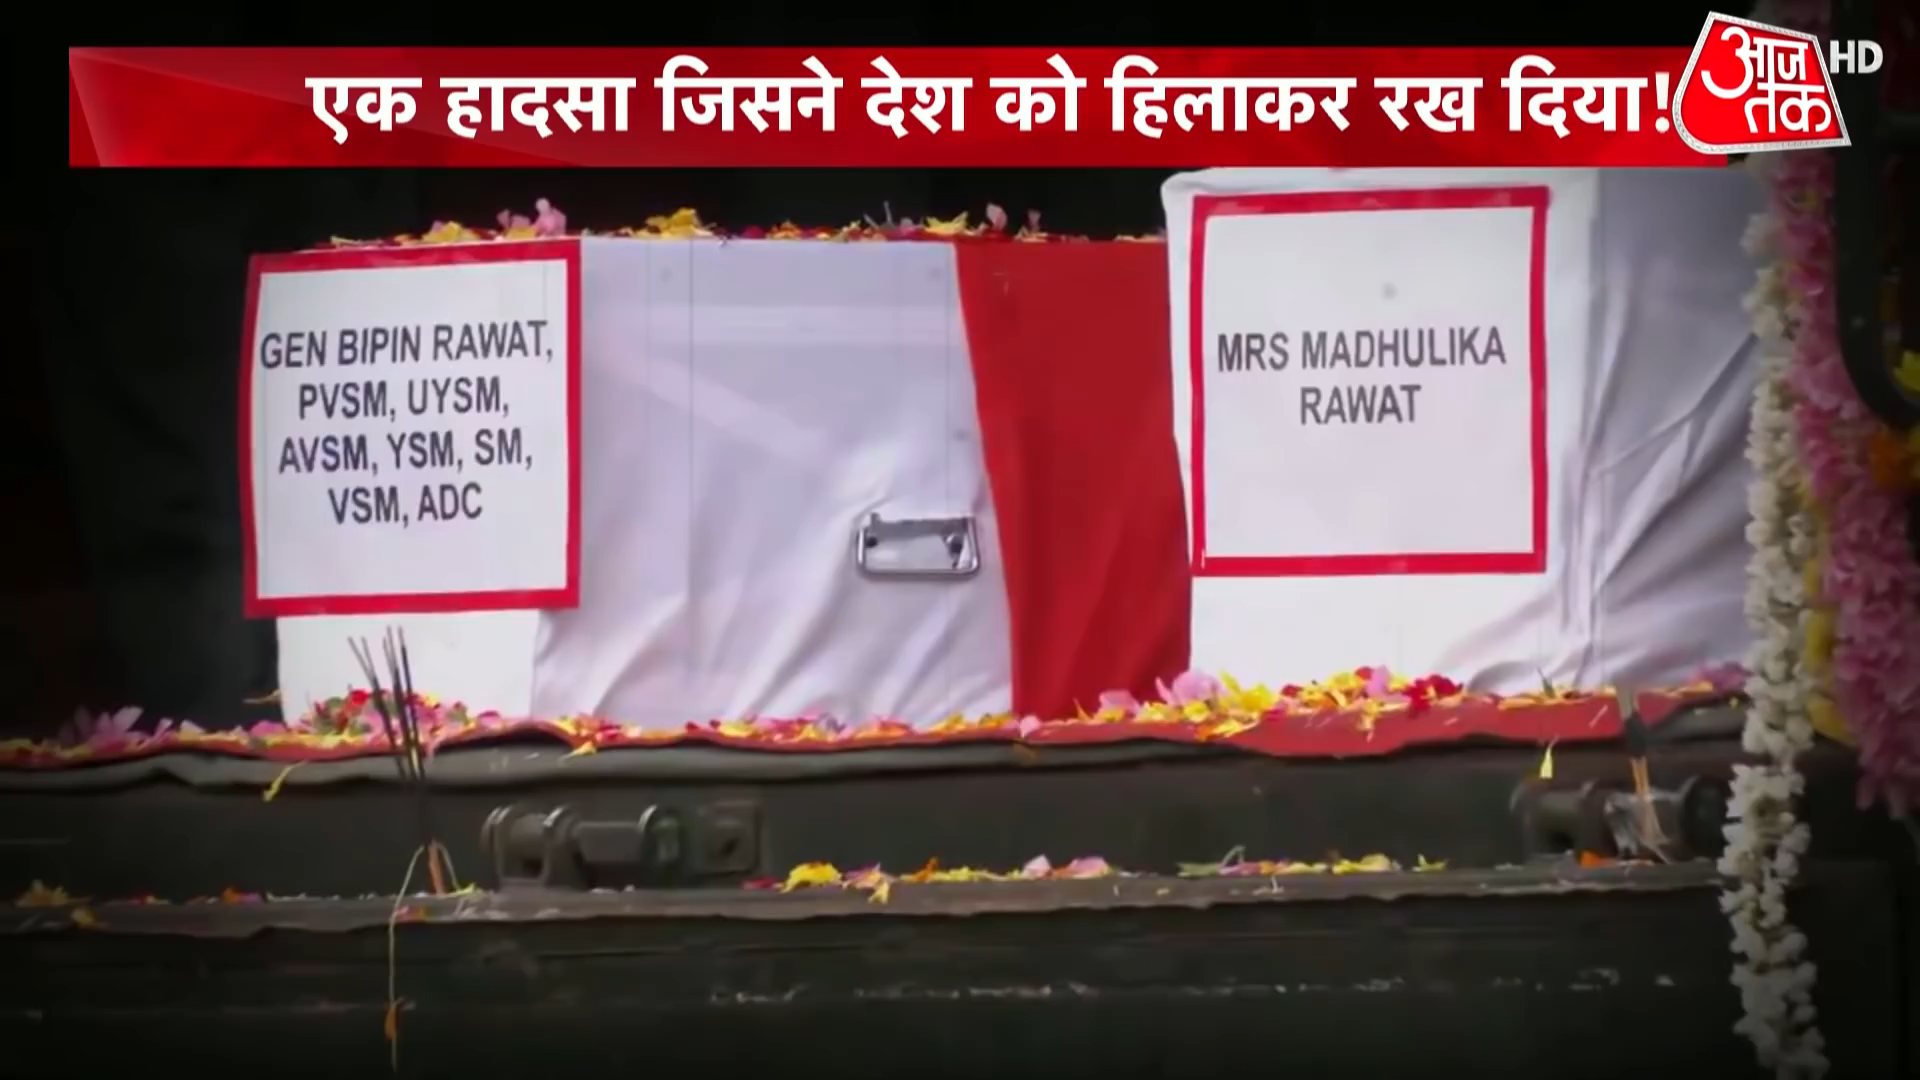 एक हादसा जिसने देश को हिलाकर रख दिया!
आज
तक
HD
GEN BIPIN RAWAT,
PVSM, UYSM,
AVSM, YSM, SM,
VSM, ADC
MRS MADHULIKA
RAWAT